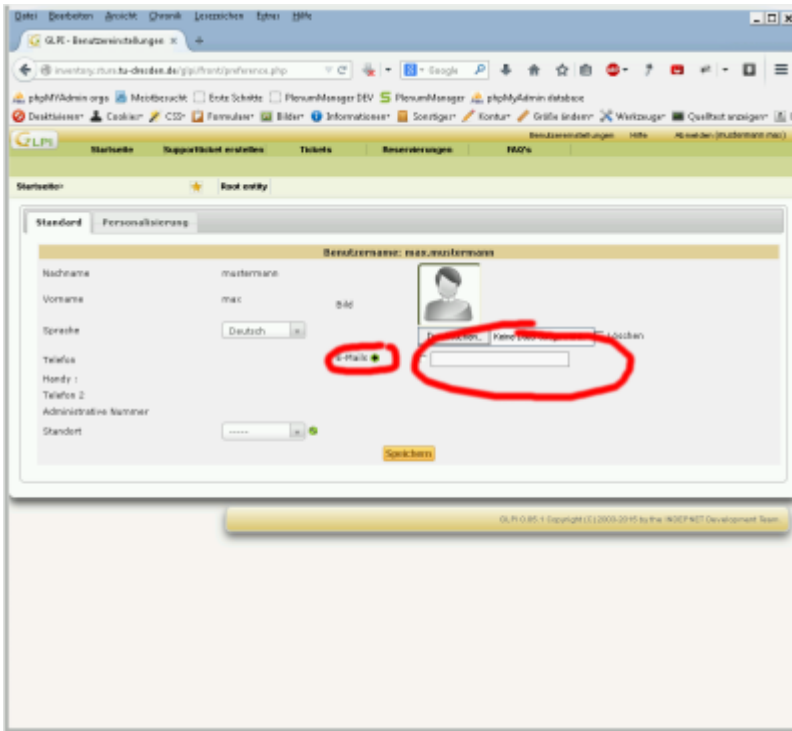 Datei Bearbeiten Ansicht Chronik Lesezeichen Extras Hilfe
GLPI - Benutzereinstellungen
inventory.stura.tu-dresden.de/glpi/front/preference.php Google
phpMYAdmin orga Meistbesucht Erste Schritte PlenumManager DEV PlenumManager phpMyAdmin database
Deaktivieren Cookies CSS Formulare Bilder Informationen Sonstiges Kontur Größe ändern Werkzeuge Quelltext anzeigen
GLPI
Benutzereinstellungen Hilfe Abmelden (mustermann max)
Startseite Supportticket erstellen Tickets Reservierungen FAQ's
Startseite> Root entity
Standard Personalisierung
Benutzername: max.mustermann
Nachname mustermann
Vorname max Bild
Sprache Deutsch Keine Löschen
Telefon E-Mails
Handy :
Telefon 2
Administrative Nummer
Standort -----
Speichern
GLPI 0.85.1 Copyright (C) 2003-2015 by the INDEPNET Development Team.